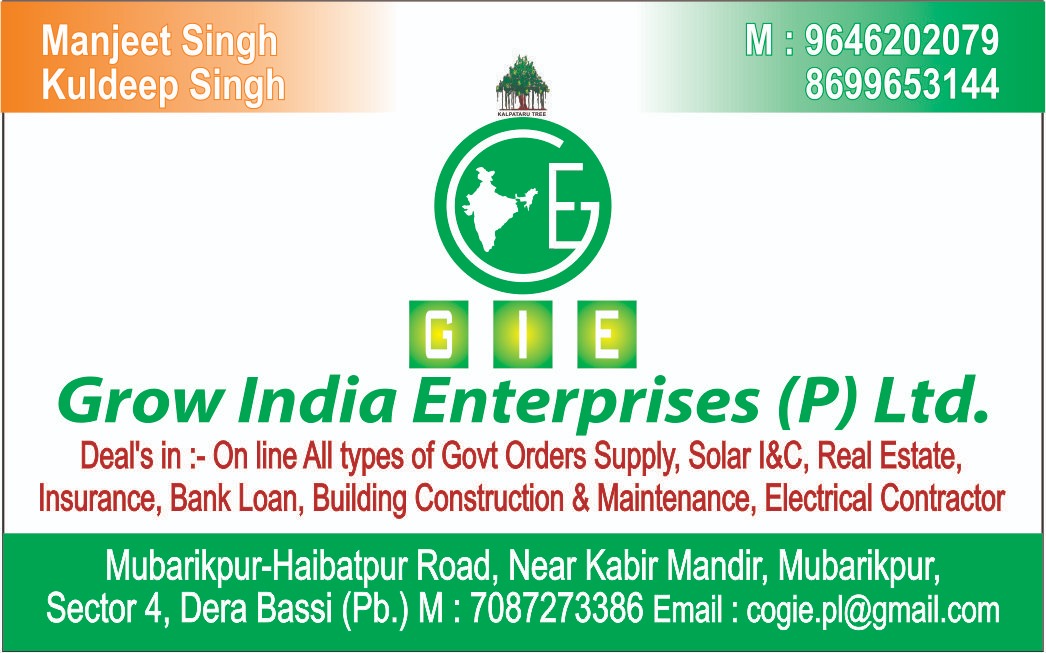 Manjeet Singh
Kuldeep Singh
M : 9646202079
8699653144
KALPATARU TREE
GE
G I E
Grow India Enterprises (P) Ltd.
Deal's in :- On line All types of Govt Orders Supply, Solar I&C, Real Estate,
Insurance, Bank Loan, Building Construction & Maintenance, Electrical Contractor
Mubarikpur-Haibatpur Road, Near Kabir Mandir, Mubarikpur,
Sector 4, Dera Bassi (Pb.) M : 7087273386 Email : cogie.pl@gmail.com